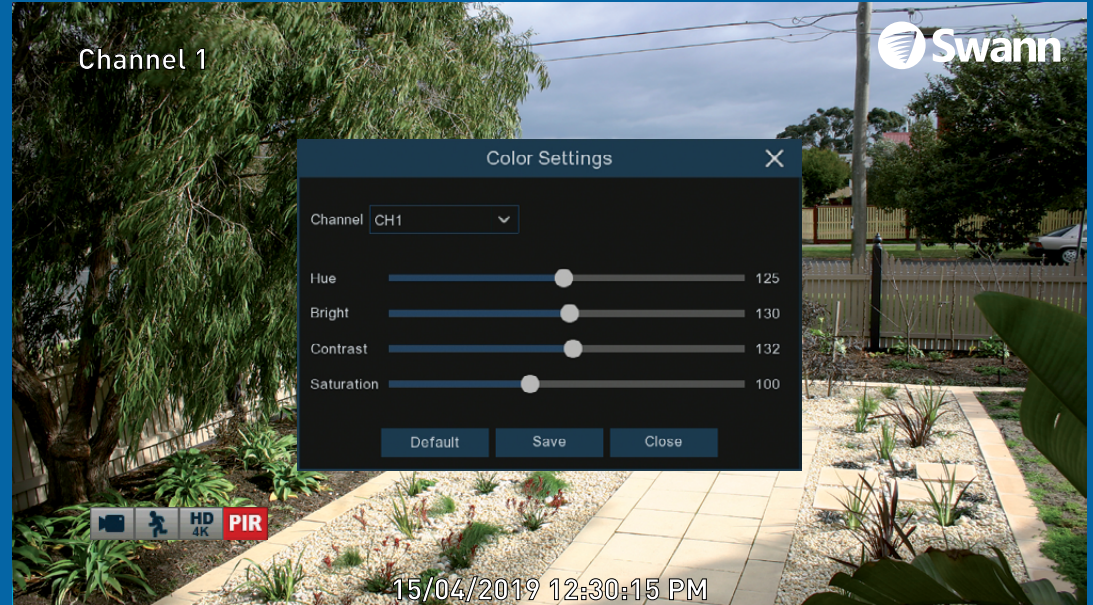 Channel 1
Swann
Color Settings
Channel CH1
Hue 125
Bright 130
Contrast 132
Saturation 100
Default Save Close
HD
4K
PIR
15/04/2019 12:30:15 PM